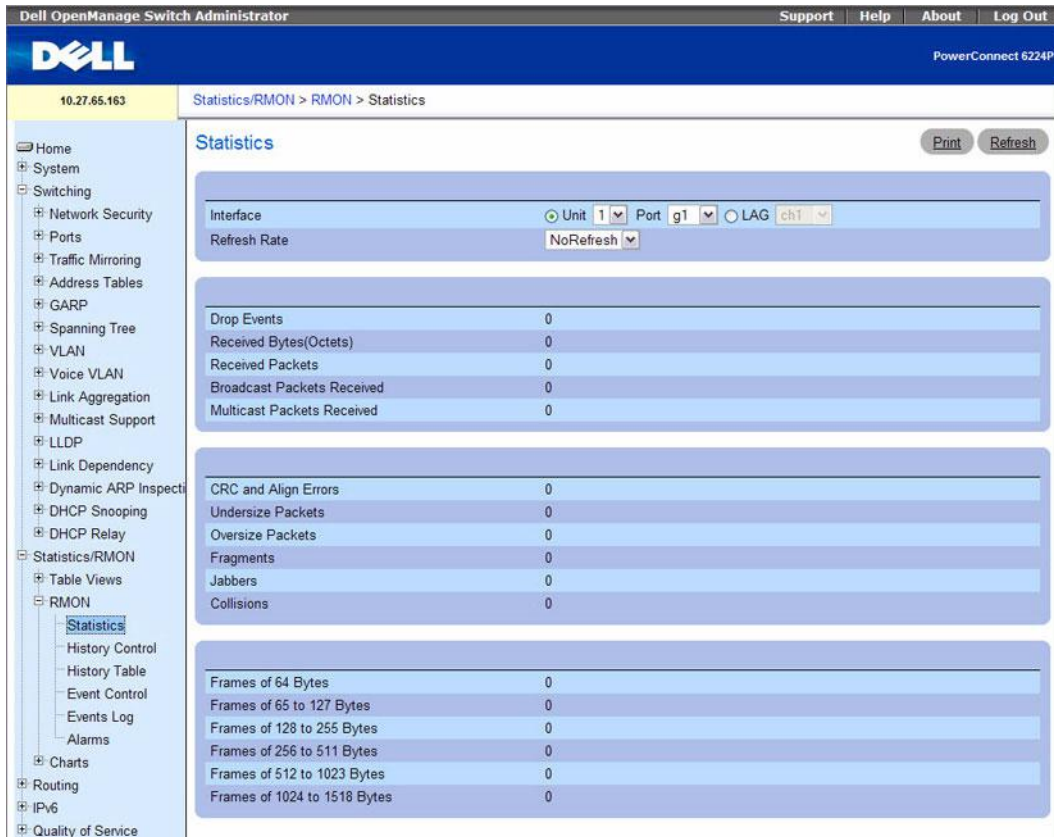 Dell OpenManage Switch Administrator
Support Help About Log Out
DELL
PowerConnect 6224P
10.27.65.163
Statistics/RMON > RMON > Statistics
Home
System
Switching
Network Security
Ports
Traffic Mirroring
Address Tables
GARP
Spanning Tree
VLAN
Voice VLAN
Link Aggregation
Multicast Support
LLDP
Link Dependency
Dynamic ARP Inspecti
DHCP Snooping
DHCP Relay
Statistics/RMON
Table Views
RMON
Statistics
History Control
History Table
Event Control
Events Log
Alarms
Charts
Routing
IPv6
Quality of Service
Statistics
Print Refresh
Interface Unit 1 Port g1 LAG ch1
Refresh Rate NoRefresh
Drop Events 0
Received Bytes(Octets) 0
Received Packets 0
Broadcast Packets Received 0
Multicast Packets Received 0
CRC and Align Errors 0
Undersize Packets 0
Oversize Packets 0
Fragments 0
Jabbers 0
Collisions 0
Frames of 64 Bytes 0
Frames of 65 to 127 Bytes 0
Frames of 128 to 255 Bytes 0
Frames of 256 to 511 Bytes 0
Frames of 512 to 1023 Bytes 0
Frames of 1024 to 1518 Bytes 0